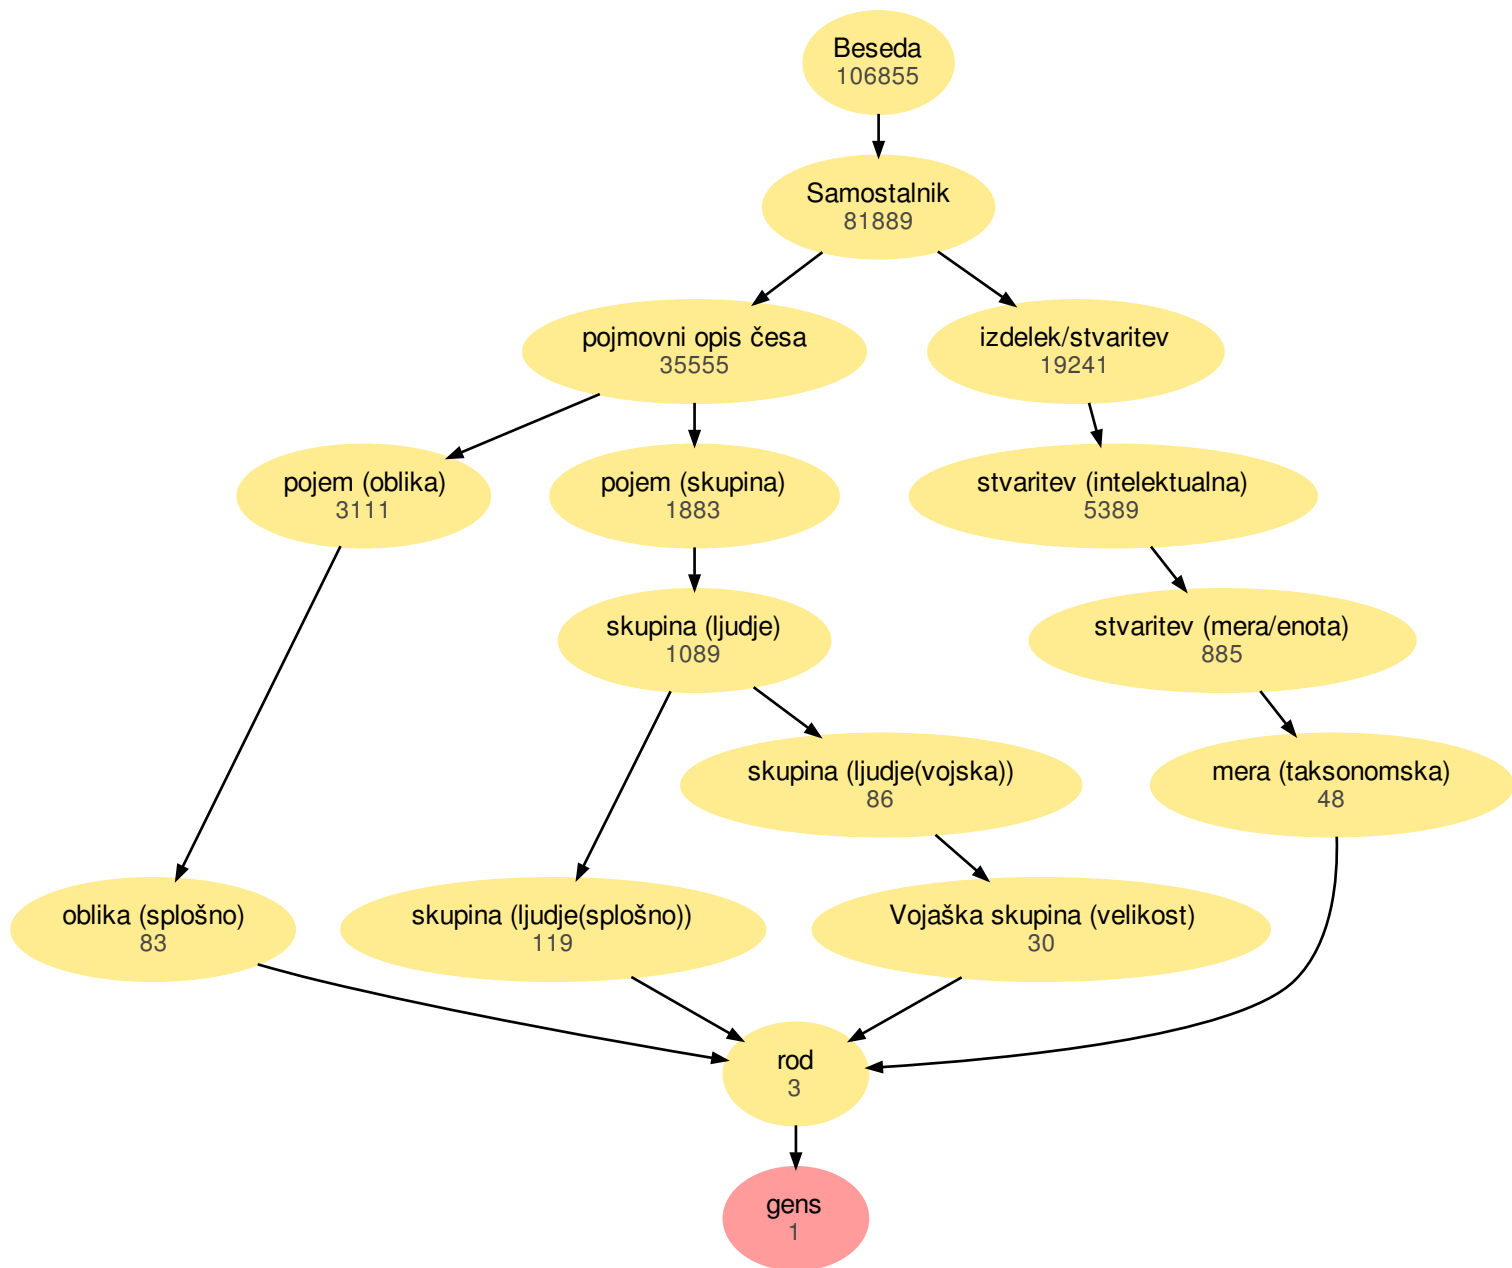 Beseda
106855
Samostalnik
81889
pojmovni opis česa
35555
izdelek/stvaritev
19241
pojem (oblika)
3111
pojem (skupina)
1883
stvaritev (intelektualna)
5389
skupina (ljudje)
1089
stvaritev (mera/enota)
885
skupina (ljudje(vojska))
86
mera (taksonomska)
48
oblika (splošno)
83
skupina (ljudje(splošno))
119
Vojaška skupina (velikost)
30
rod
3
gens
1